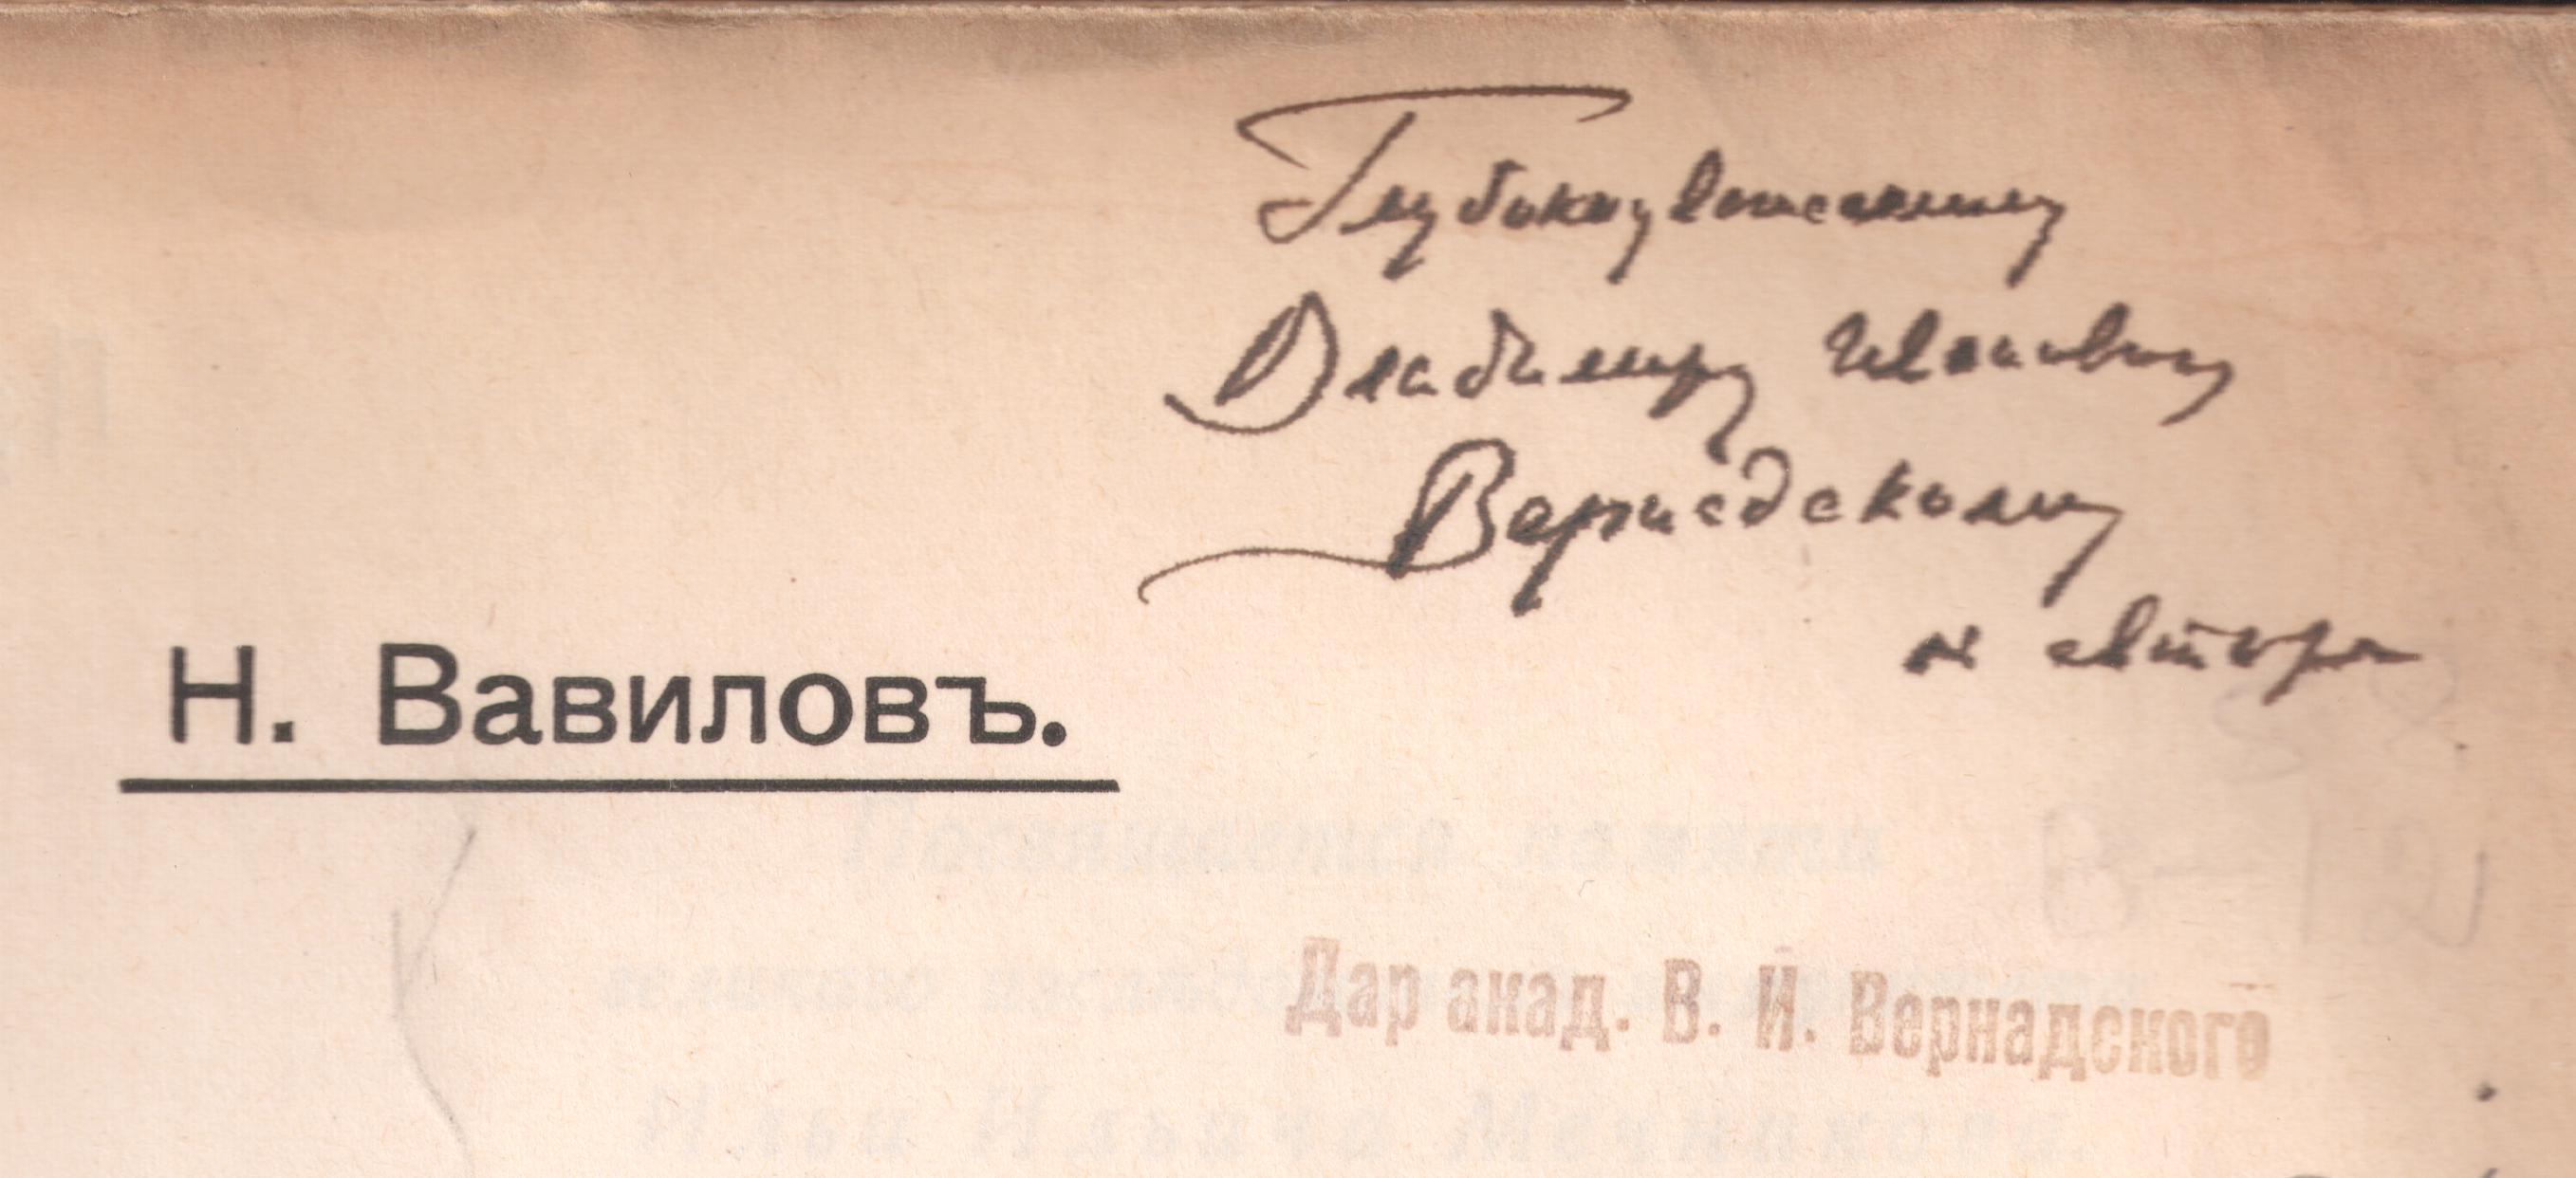 Глубокоуважаемому
Владимиру Ивановичу
Вернадскому
от автора
Н. Вавиловъ.
Дар акад. В. И. Вернадского